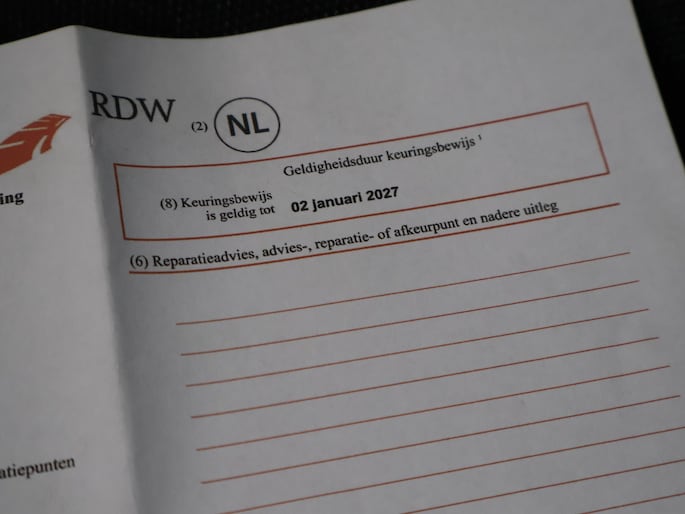 RDW (2) NL
ing
Geldigheidsduur keuringsbewijs ¹
(8) Keuringsbewijs
is geldig tot 02 januari 2027
(6) Reparatieadvies, advies-, reparatie- of afkeurpunt en nadere uitleg
atiepunten